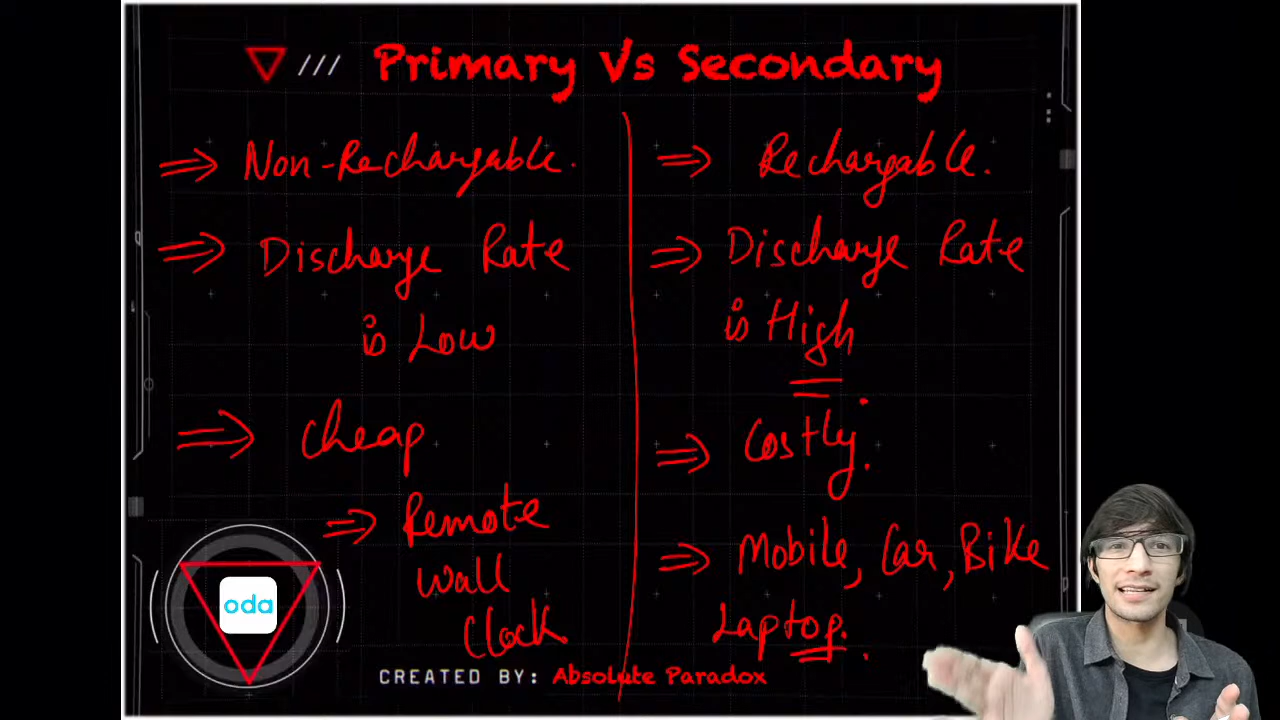 /// Primary Vs Secondary
⇒ Non-Rechargable.
⇒ Discharge Rate
is Low
⇒ Cheap
⇒ Remote
Wall
Clock
⇒ Rechargable.
⇒ Discharge Rate
is High
⇒ Costly.
⇒ Mobile, Car, Bike
Laptop.
oda
CREATED BY: Absolute Paradox